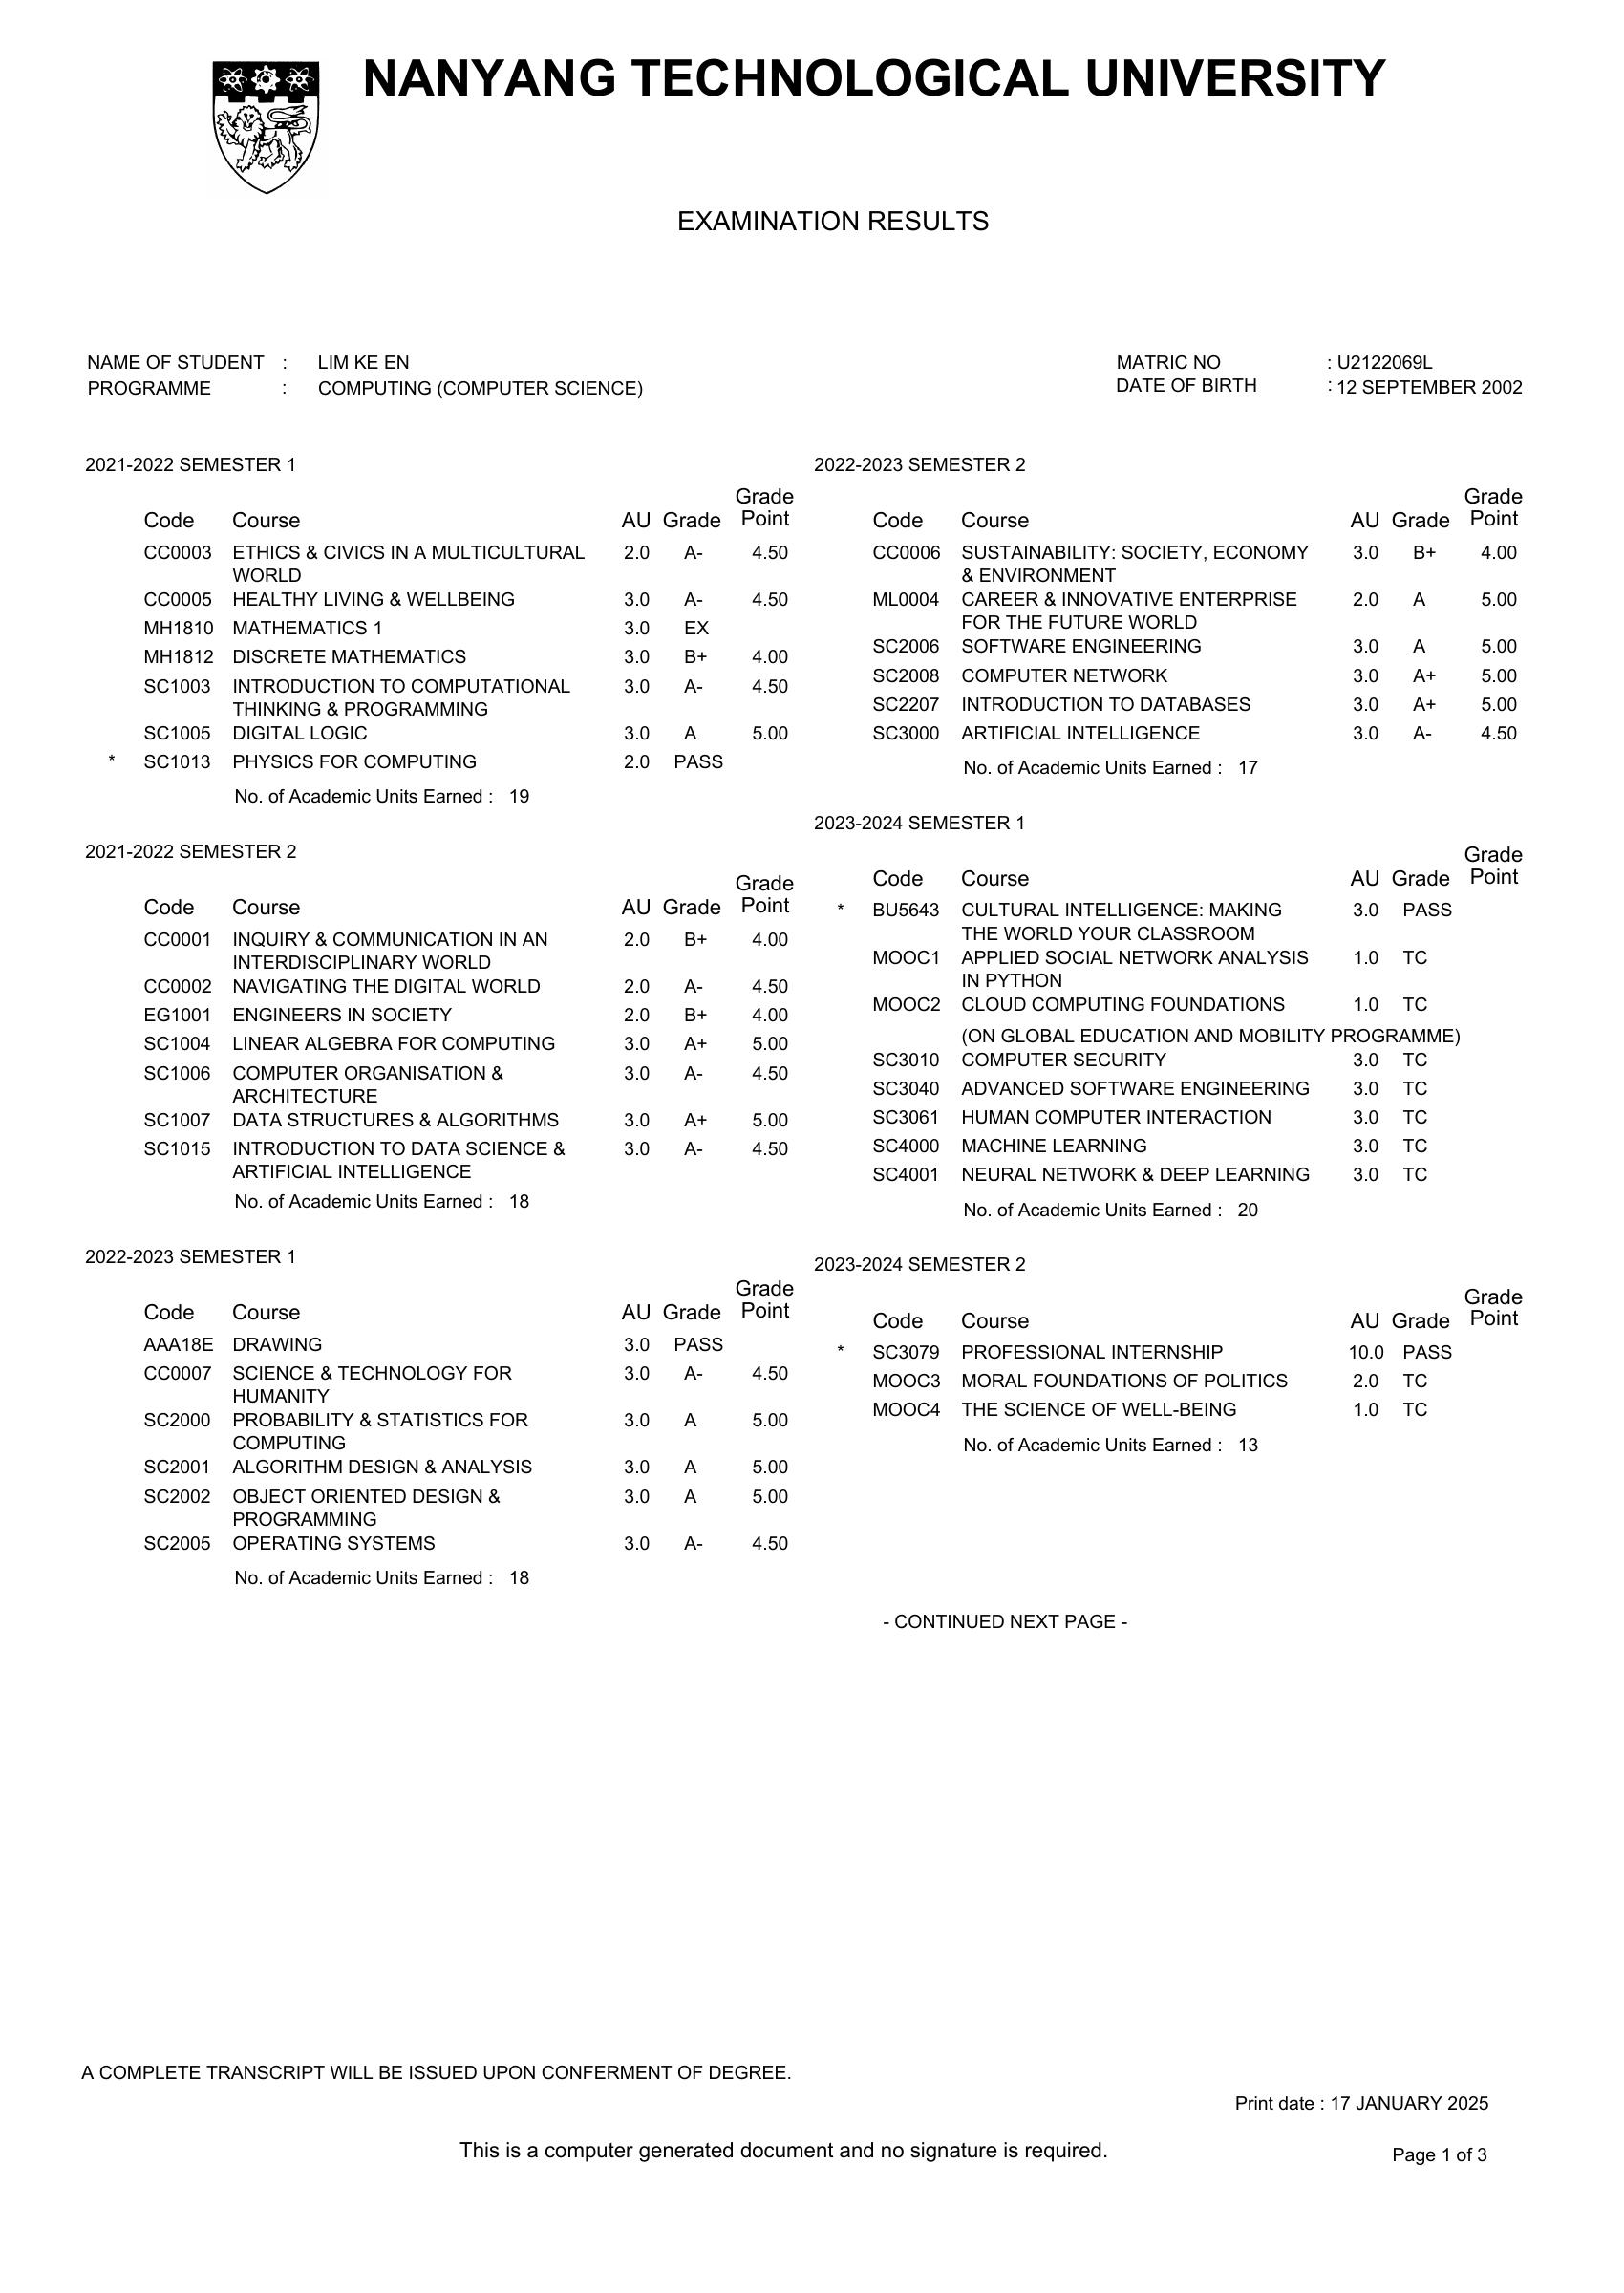 NANYANG TECHNOLOGICAL UNIVERSITY
EXAMINATION RESULTS
NAME OF STUDENT : LIM KE EN
PROGRAMME : COMPUTING (COMPUTER SCIENCE)
MATRIC NO : U2122069L
DATE OF BIRTH : 12 SEPTEMBER 2002
2021-2022 SEMESTER 1
Grade
Code Course AU Grade Point
CC0003 ETHICS & CIVICS IN A MULTICULTURAL 2.0 A- 4.50
WORLD
CC0005 HEALTHY LIVING & WELLBEING 3.0 A- 4.50
MH1810 MATHEMATICS 1 3.0 EX
MH1812 DISCRETE MATHEMATICS 3.0 B+ 4.00
SC1003 INTRODUCTION TO COMPUTATIONAL 3.0 A- 4.50
THINKING & PROGRAMMING
SC1005 DIGITAL LOGIC 3.0 A 5.00
* SC1013 PHYSICS FOR COMPUTING 2.0 PASS
No. of Academic Units Earned : 19
2021-2022 SEMESTER 2
Grade
Code Course AU Grade Point
CC0001 INQUIRY & COMMUNICATION IN AN 2.0 B+ 4.00
INTERDISCIPLINARY WORLD
CC0002 NAVIGATING THE DIGITAL WORLD 2.0 A- 4.50
EG1001 ENGINEERS IN SOCIETY 2.0 B+ 4.00
SC1004 LINEAR ALGEBRA FOR COMPUTING 3.0 A+ 5.00
SC1006 COMPUTER ORGANISATION & 3.0 A- 4.50
ARCHITECTURE
SC1007 DATA STRUCTURES & ALGORITHMS 3.0 A+ 5.00
SC1015 INTRODUCTION TO DATA SCIENCE & 3.0 A- 4.50
ARTIFICIAL INTELLIGENCE
No. of Academic Units Earned : 18
2022-2023 SEMESTER 1
Grade
Code Course AU Grade Point
AAA18E DRAWING 3.0 PASS
CC0007 SCIENCE & TECHNOLOGY FOR 3.0 A- 4.50
HUMANITY
SC2000 PROBABILITY & STATISTICS FOR 3.0 A 5.00
COMPUTING
SC2001 ALGORITHM DESIGN & ANALYSIS 3.0 A 5.00
SC2002 OBJECT ORIENTED DESIGN & 3.0 A 5.00
PROGRAMMING
SC2005 OPERATING SYSTEMS 3.0 A- 4.50
No. of Academic Units Earned : 18
2022-2023 SEMESTER 2
Grade
Code Course AU Grade Point
CC0006 SUSTAINABILITY: SOCIETY, ECONOMY 3.0 B+ 4.00
& ENVIRONMENT
ML0004 CAREER & INNOVATIVE ENTERPRISE 2.0 A 5.00
FOR THE FUTURE WORLD
SC2006 SOFTWARE ENGINEERING 3.0 A 5.00
SC2008 COMPUTER NETWORK 3.0 A+ 5.00
SC2207 INTRODUCTION TO DATABASES 3.0 A+ 5.00
SC3000 ARTIFICIAL INTELLIGENCE 3.0 A- 4.50
No. of Academic Units Earned : 17
2023-2024 SEMESTER 1
Grade
Code Course AU Grade Point
* BU5643 CULTURAL INTELLIGENCE: MAKING 3.0 PASS
THE WORLD YOUR CLASSROOM
MOOC1 APPLIED SOCIAL NETWORK ANALYSIS 1.0 TC
IN PYTHON
MOOC2 CLOUD COMPUTING FOUNDATIONS 1.0 TC
(ON GLOBAL EDUCATION AND MOBILITY PROGRAMME)
SC3010 COMPUTER SECURITY 3.0 TC
SC3040 ADVANCED SOFTWARE ENGINEERING 3.0 TC
SC3061 HUMAN COMPUTER INTERACTION 3.0 TC
SC4000 MACHINE LEARNING 3.0 TC
SC4001 NEURAL NETWORK & DEEP LEARNING 3.0 TC
No. of Academic Units Earned : 20
2023-2024 SEMESTER 2
Grade
Code Course AU Grade Point
* SC3079 PROFESSIONAL INTERNSHIP 10.0 PASS
MOOC3 MORAL FOUNDATIONS OF POLITICS 2.0 TC
MOOC4 THE SCIENCE OF WELL-BEING 1.0 TC
No. of Academic Units Earned : 13
- CONTINUED NEXT PAGE -
A COMPLETE TRANSCRIPT WILL BE ISSUED UPON CONFERMENT OF DEGREE.
Print date : 17 JANUARY 2025
This is a computer generated document and no signature is required.
Page 1 of 3